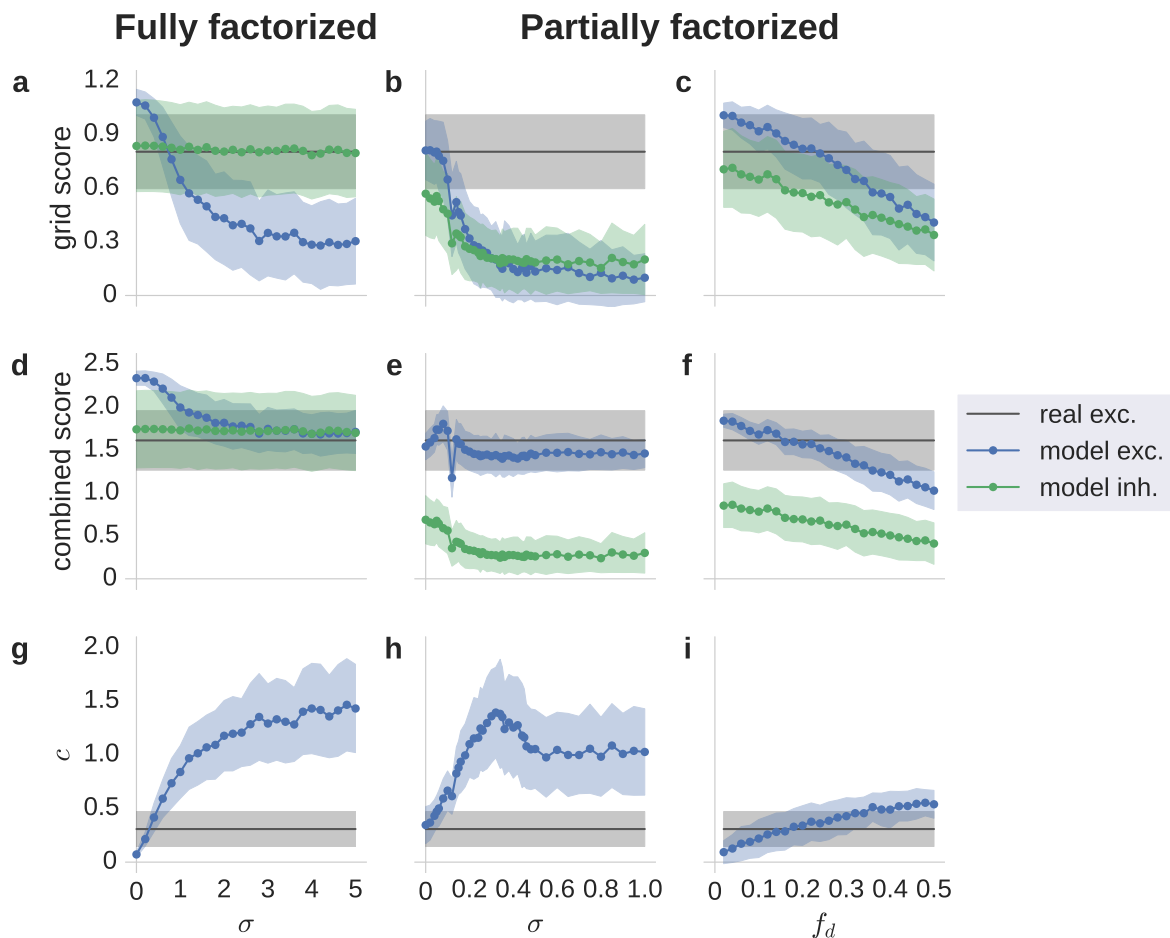 Fully factorized
Partially factorized
a
grid score
1.2
0.9
0.6
0.3
0
b
c
d
combined score
2.5
2.0
1.5
1.0
0.5
0
e
f
real exc.
model exc.
model inh.
g
c
2.0
1.5
1.0
0.5
0
h
i
0 1 2 3 4 5
σ
0 0.2 0.4 0.6 0.8 1.0
σ
0 0.1 0.2 0.3 0.4 0.5
f_d